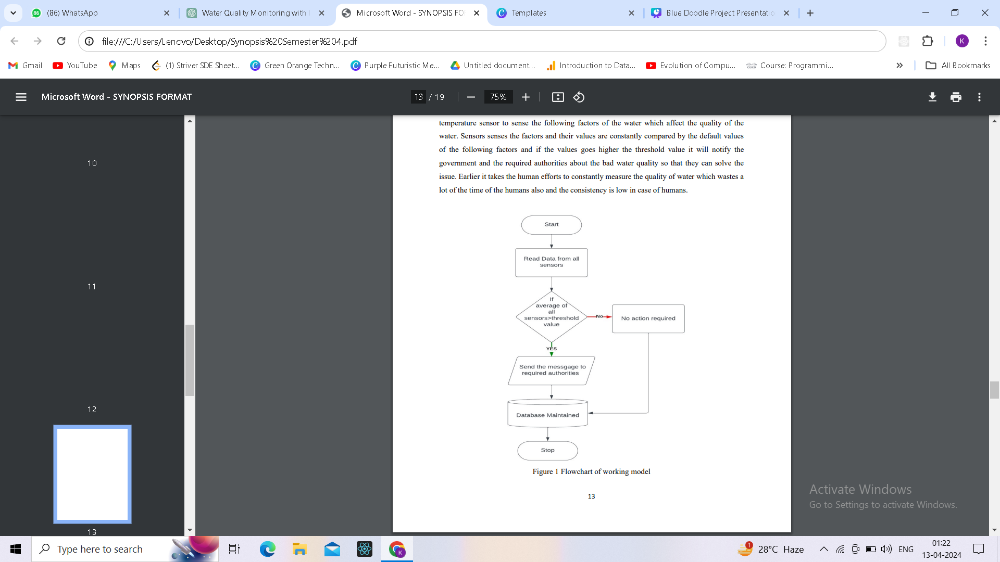 (86) WhatsApp
Water Quality Monitoring with
Microsoft Word - SYNOPSIS FO
Templates
Blue Doodle Project Presentatio
file:///C:/Users/Lenovo/Desktop/Synopsis%20Semester%204.pdf
K
Gmail
YouTube
Maps
(1) Striver SDE Sheet...
Green Orange Techn...
Purple Futuristic Me...
Untitled document...
Introduction to Data...
Evolution of Compu...
Course: Programmi...
All Bookmarks
Microsoft Word - SYNOPSIS FORMAT
13 / 19
75%
10
11
12
13
temperature sensor to sense the following factors of the water which affect the quality of the
water. Sensors senses the factors and their values are constantly compared by the default values
of the following factors and if the values goes higher the threshold value it will notify the
government and the required authorities about the bad water quality so that they can solve the
issue. Earlier it takes the human efforts to constantly measure the quality of water which wastes a
lot of the time of the humans also and the consistency is low in case of humans.
Start
Read Data from all
sensors
If
average of
all
sensors>threshold
value
No
No action required
YES
Send the messgage to
required authorities
Database Maintained
Stop
Figure 1 Flowchart of working model
13
Activate Windows
Go to Settings to activate Windows.
Type here to search
28°C Haze
ENG
01:22
13-04-2024